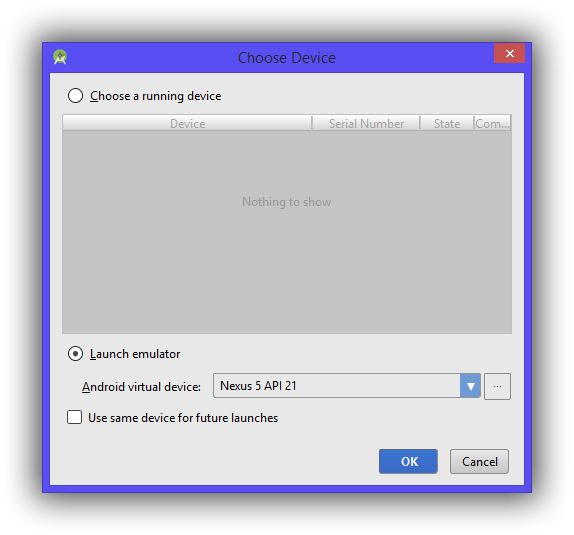 Choose Device
Choose a running device
Device Serial Number State Com...
Nothing to show
Launch emulator
Android virtual device: Nexus 5 API 21 ...
Use same device for future launches
OK Cancel